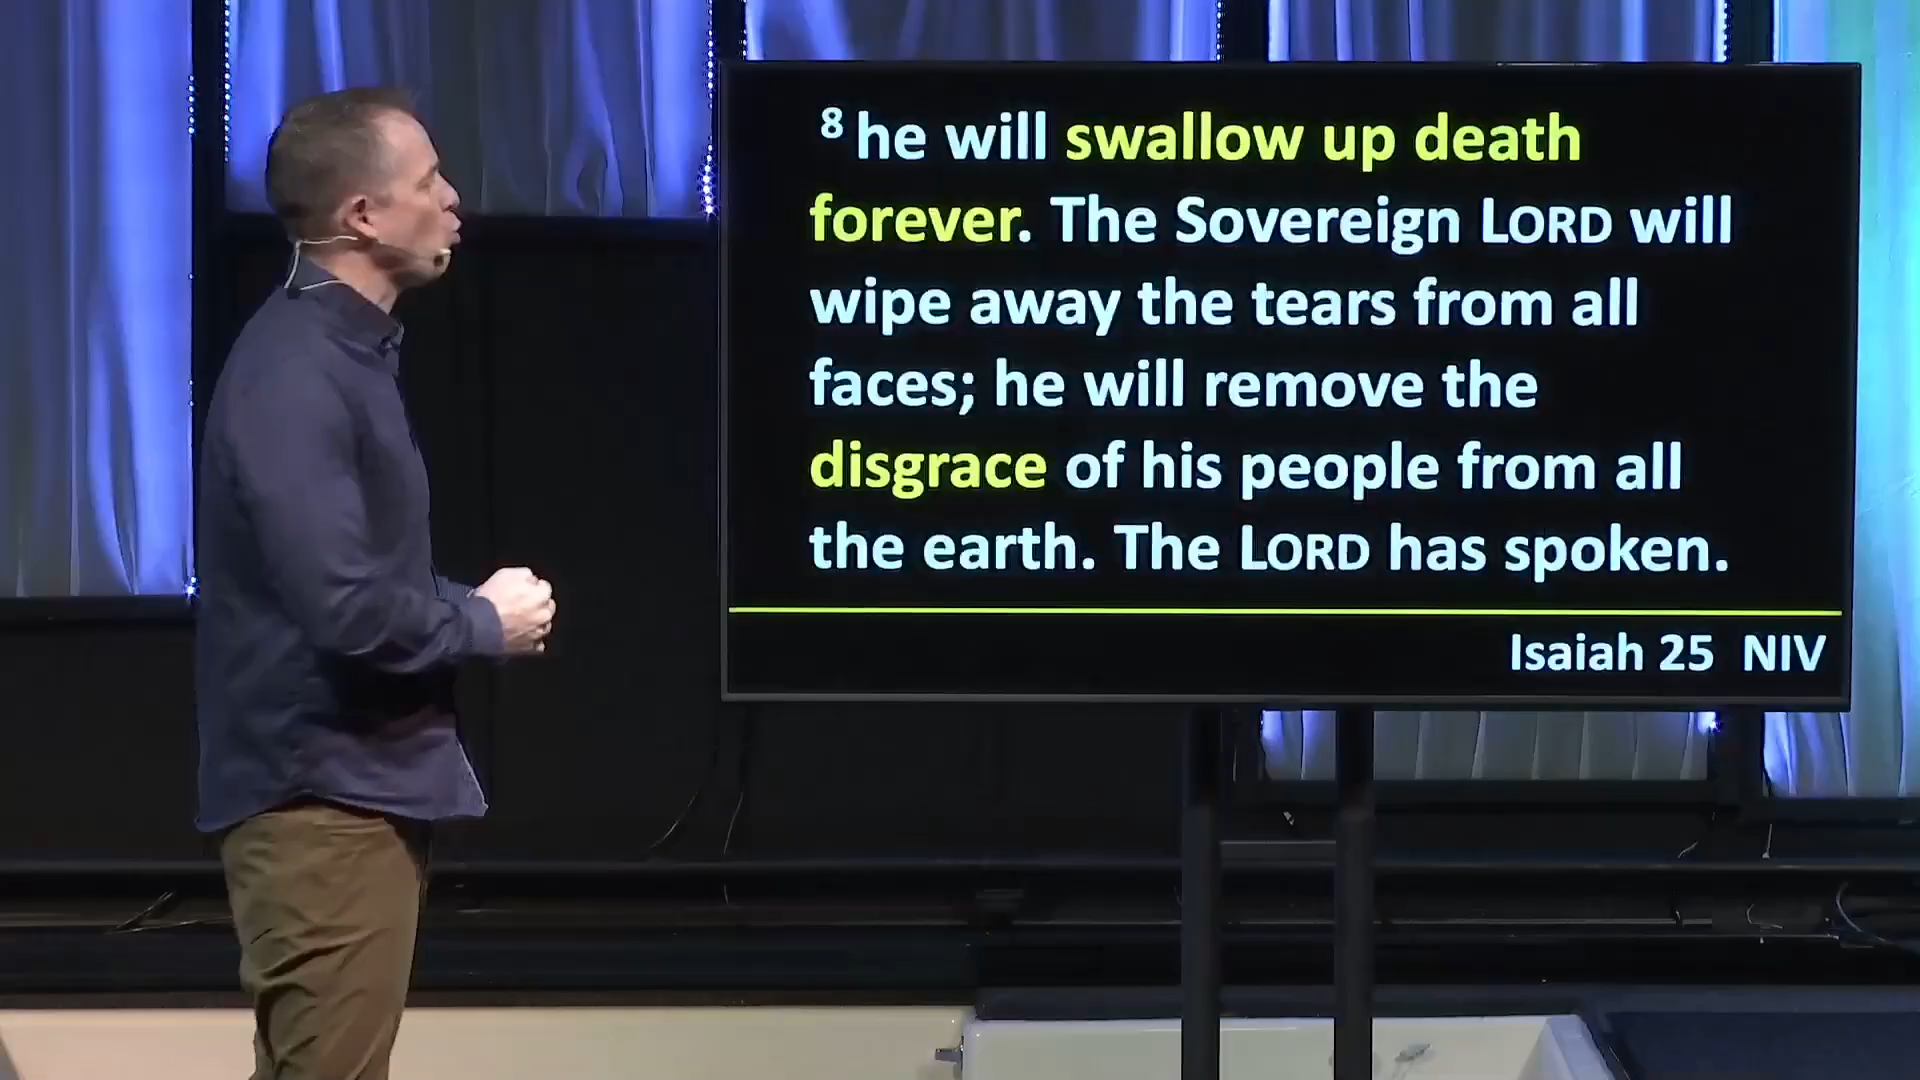 8 he will swallow up death
forever. The Sovereign LORD will
wipe away the tears from all
faces; he will remove the
disgrace of his people from all
the earth. The LORD has spoken.
Isaiah 25 NIV